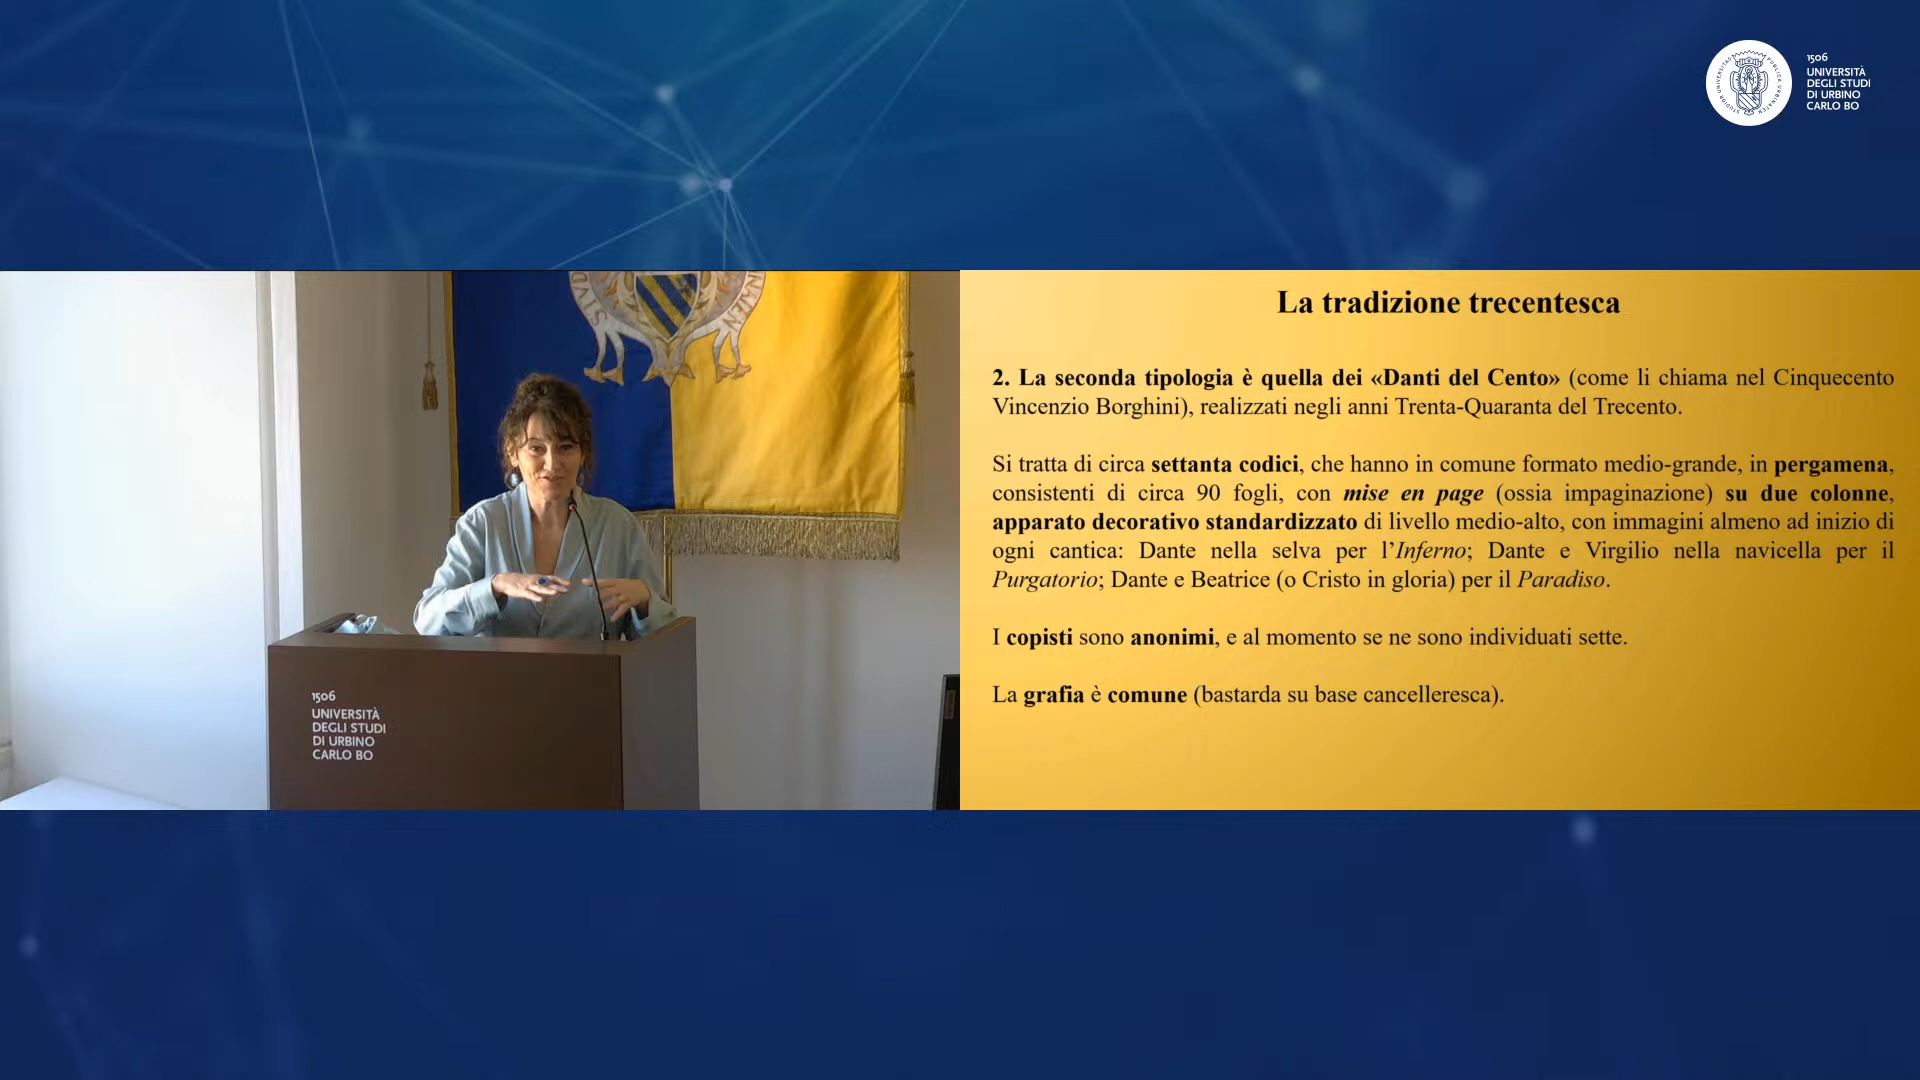 1506
UNIVERSITÀ
DEGLI STUDI
DI URBINO
CARLO BO
La tradizione trecentesca
2. La seconda tipologia è quella dei «Danti del Cento» (come li chiama nel Cinquecento
Vincenzio Borghini), realizzati negli anni Trenta-Quaranta del Trecento.
Si tratta di circa settanta codici, che hanno in comune formato medio-grande, in pergamena,
consistenti di circa 90 fogli, con mise en page (ossia impaginazione) su due colonne,
apparato decorativo standardizzato di livello medio-alto, con immagini almeno ad inizio di
ogni cantica: Dante nella selva per l’Inferno; Dante e Virgilio nella navicella per il
Purgatorio; Dante e Beatrice (o Cristo in gloria) per il Paradiso.
I copisti sono anonimi, e al momento se ne sono individuati sette.
La grafia è comune (bastarda su base cancelleresca).
1506
UNIVERSITÀ
DEGLI STUDI
DI URBINO
CARLO BO